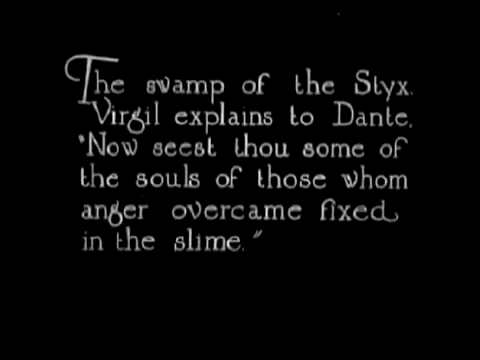 The swamp of the Styx.
Virgil explains to Dante,
"Now seest thou some of
the souls of those whom
anger overcame fixed
in the slime."